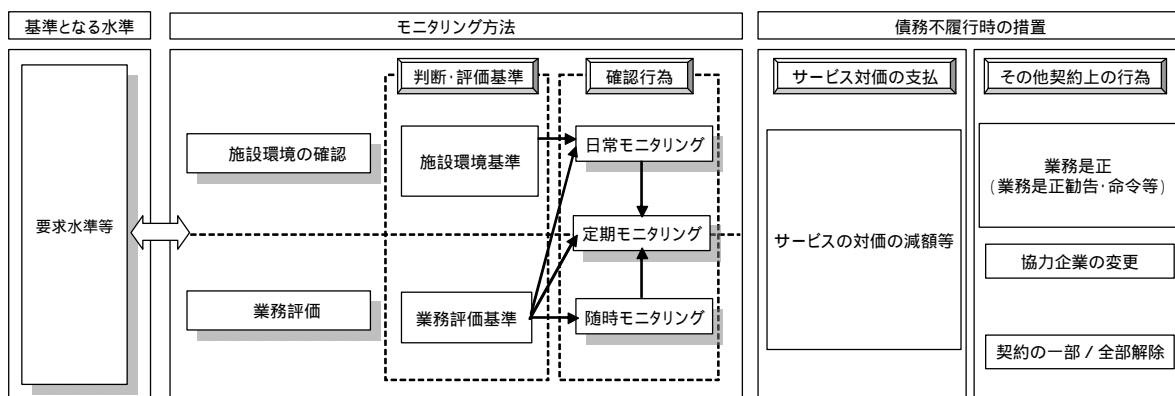 基準となる水準
モニタリング方法
債務不履行時の措置
判断・評価基準
確認行為
サービス対価の支払
その他契約上の行為
施設環境の確認
施設環境基準
日常モニタリング
業務是正
(業務是正勧告・命令等)
要求水準等
定期モニタリング
サービスの対価の減額等
協力企業の変更
業務評価
業務評価基準
随時モニタリング
契約の一部 / 全部解除